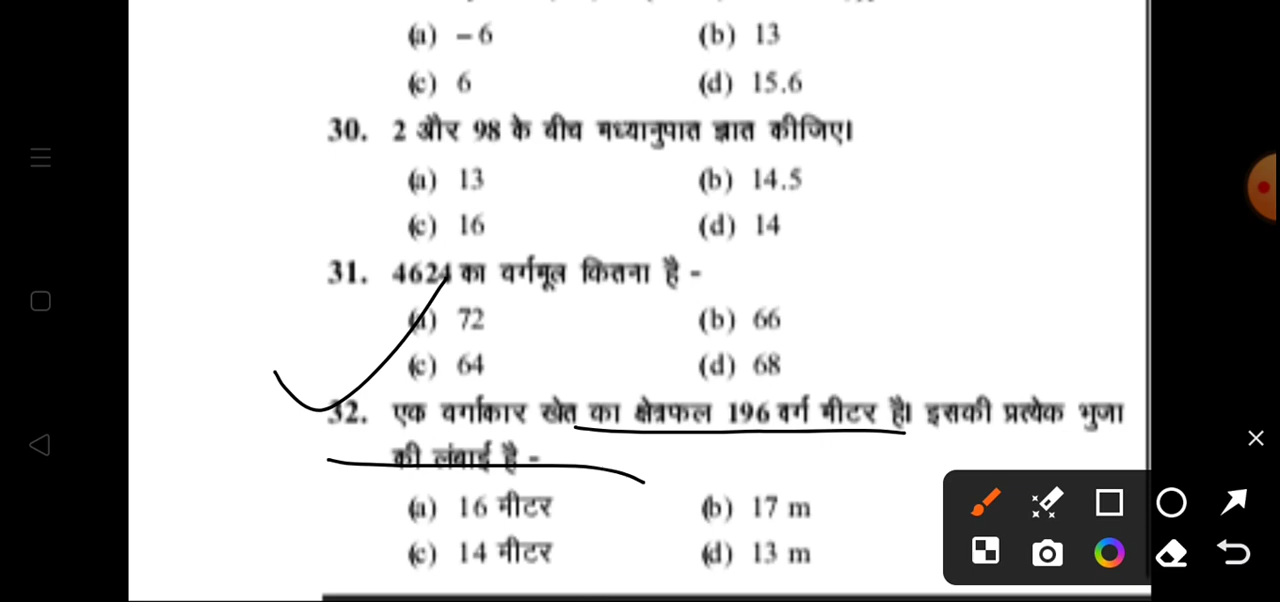 (a) – 6 (b) 13
(c) 6 (d) 15.6
30. 2 और 98 के बीच मध्यानुपात ज्ञात कीजिए।
(a) 13 (b) 14.5
(c) 16 (d) 14
31. 4624 का वर्गमूल कितना है -
(a) 72 (b) 66
(c) 64 (d) 68
32. एक वर्गाकार खेत का क्षेत्रफल 196 वर्ग मीटर है। इसकी प्रत्येक भुजा
की लंबाई है -
(a) 16 मीटर (b) 17 m
(c) 14 मीटर (d) 13 m